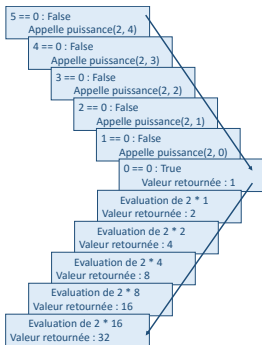 5 == 0 : False
Appelle puissance(2, 4)
4 == 0 : False
Appelle puissance(2, 3)
3 == 0 : False
Appelle puissance(2, 2)
2 == 0 : False
Appelle puissance(2, 1)
1 == 0 : False
Appelle puissance(2, 0)
0 == 0 : True
Valeur retournée : 1
Evaluation de 2 * 1
Valeur retournée : 2
Evaluation de 2 * 2
Valeur retournée : 4
Evaluation de 2 * 4
Valeur retournée : 8
Evaluation de 2 * 8
Valeur retournée : 16
Evaluation de 2 * 16
Valeur retournée : 32